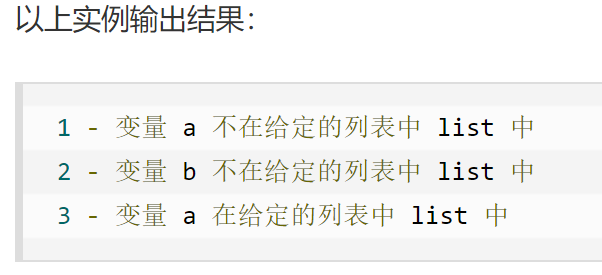 以上实例输出结果：
1 - 变量 a 不在给定的列表中 list 中
2 - 变量 b 不在给定的列表中 list 中
3 - 变量 a 在给定的列表中 list 中